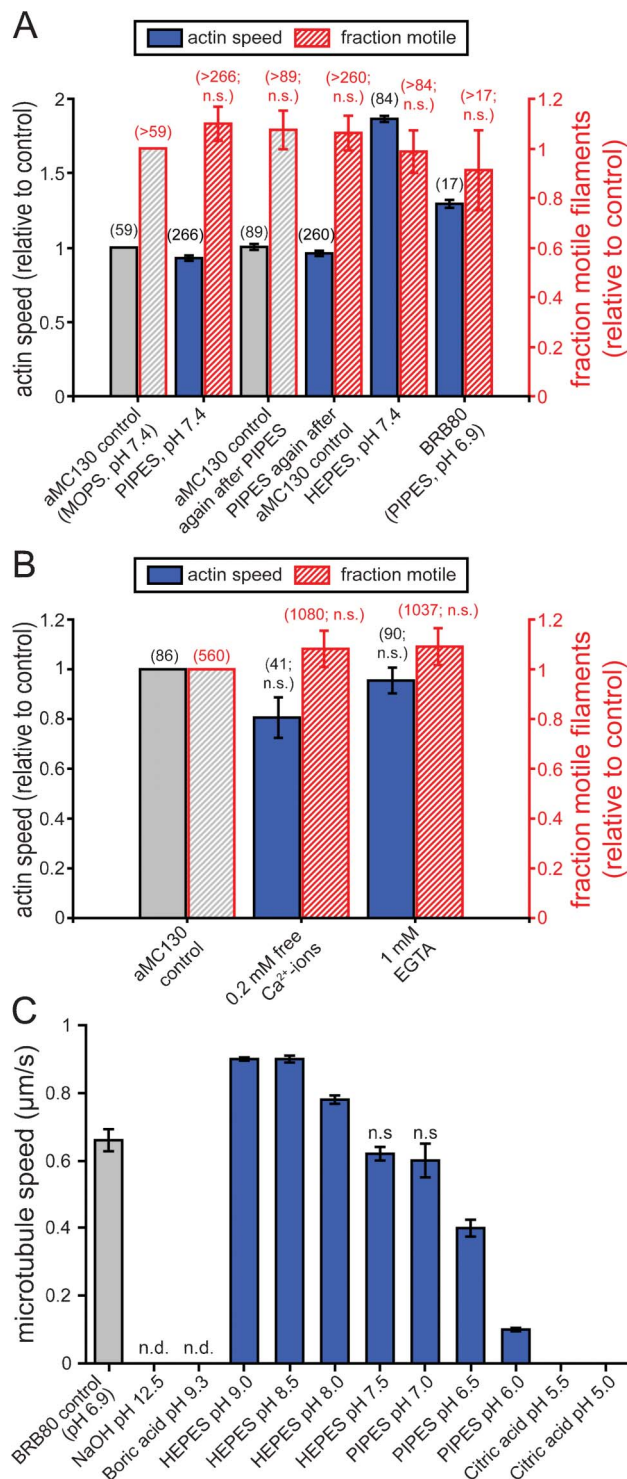 A
actin speed
fraction motile
actin speed (relative to control)
2
1.5
1
0.5
0
(59)
(>59)
(266)
(>266;
n.s.)
(89)
(>89;
n.s.)
(260)
(>260;
n.s.)
(84)
(>84;
n.s.)
(17)
(>17;
n.s.)
1.2
1
0.8
0.6
0.4
0.2
0
fraction motile filaments
(relative to control)
aMC130 control
(MOPS. pH 7.4)
PIPES, pH 7.4
aMC130 control
again after PIPES
PIPES again after
aMC130 control
HEPES, pH 7.4
BRB80
(PIPES, pH 6.9)
B
actin speed
fraction motile
actin speed (relative to control)
1.2
1
0.8
0.6
0.4
0.2
0
(86)
(560)
(41;
n.s.)
(1080; n.s.)
(90;
n.s.)
(1037; n.s.)
1.2
1
0.8
0.6
0.4
0.2
0
fraction motile filaments
(relative to control)
aMC130
control
0.2 mM free
Ca²⁺-ions
1 mM
EGTA
C
microtubule speed (μm/s)
1
0.8
0.6
0.4
0.2
0
n.d.
n.d.
n.s
n.s
BRB80 control
(pH 6.9)
NaOH pH 12.5
Boric acid pH 9.3
HEPES pH 9.0
HEPES pH 8.5
HEPES pH 8.0
HEPES pH 7.5
PIPES pH 7.0
PIPES pH 6.5
PIPES pH 6.0
Citric acid pH 5.5
Citric acid pH 5.0